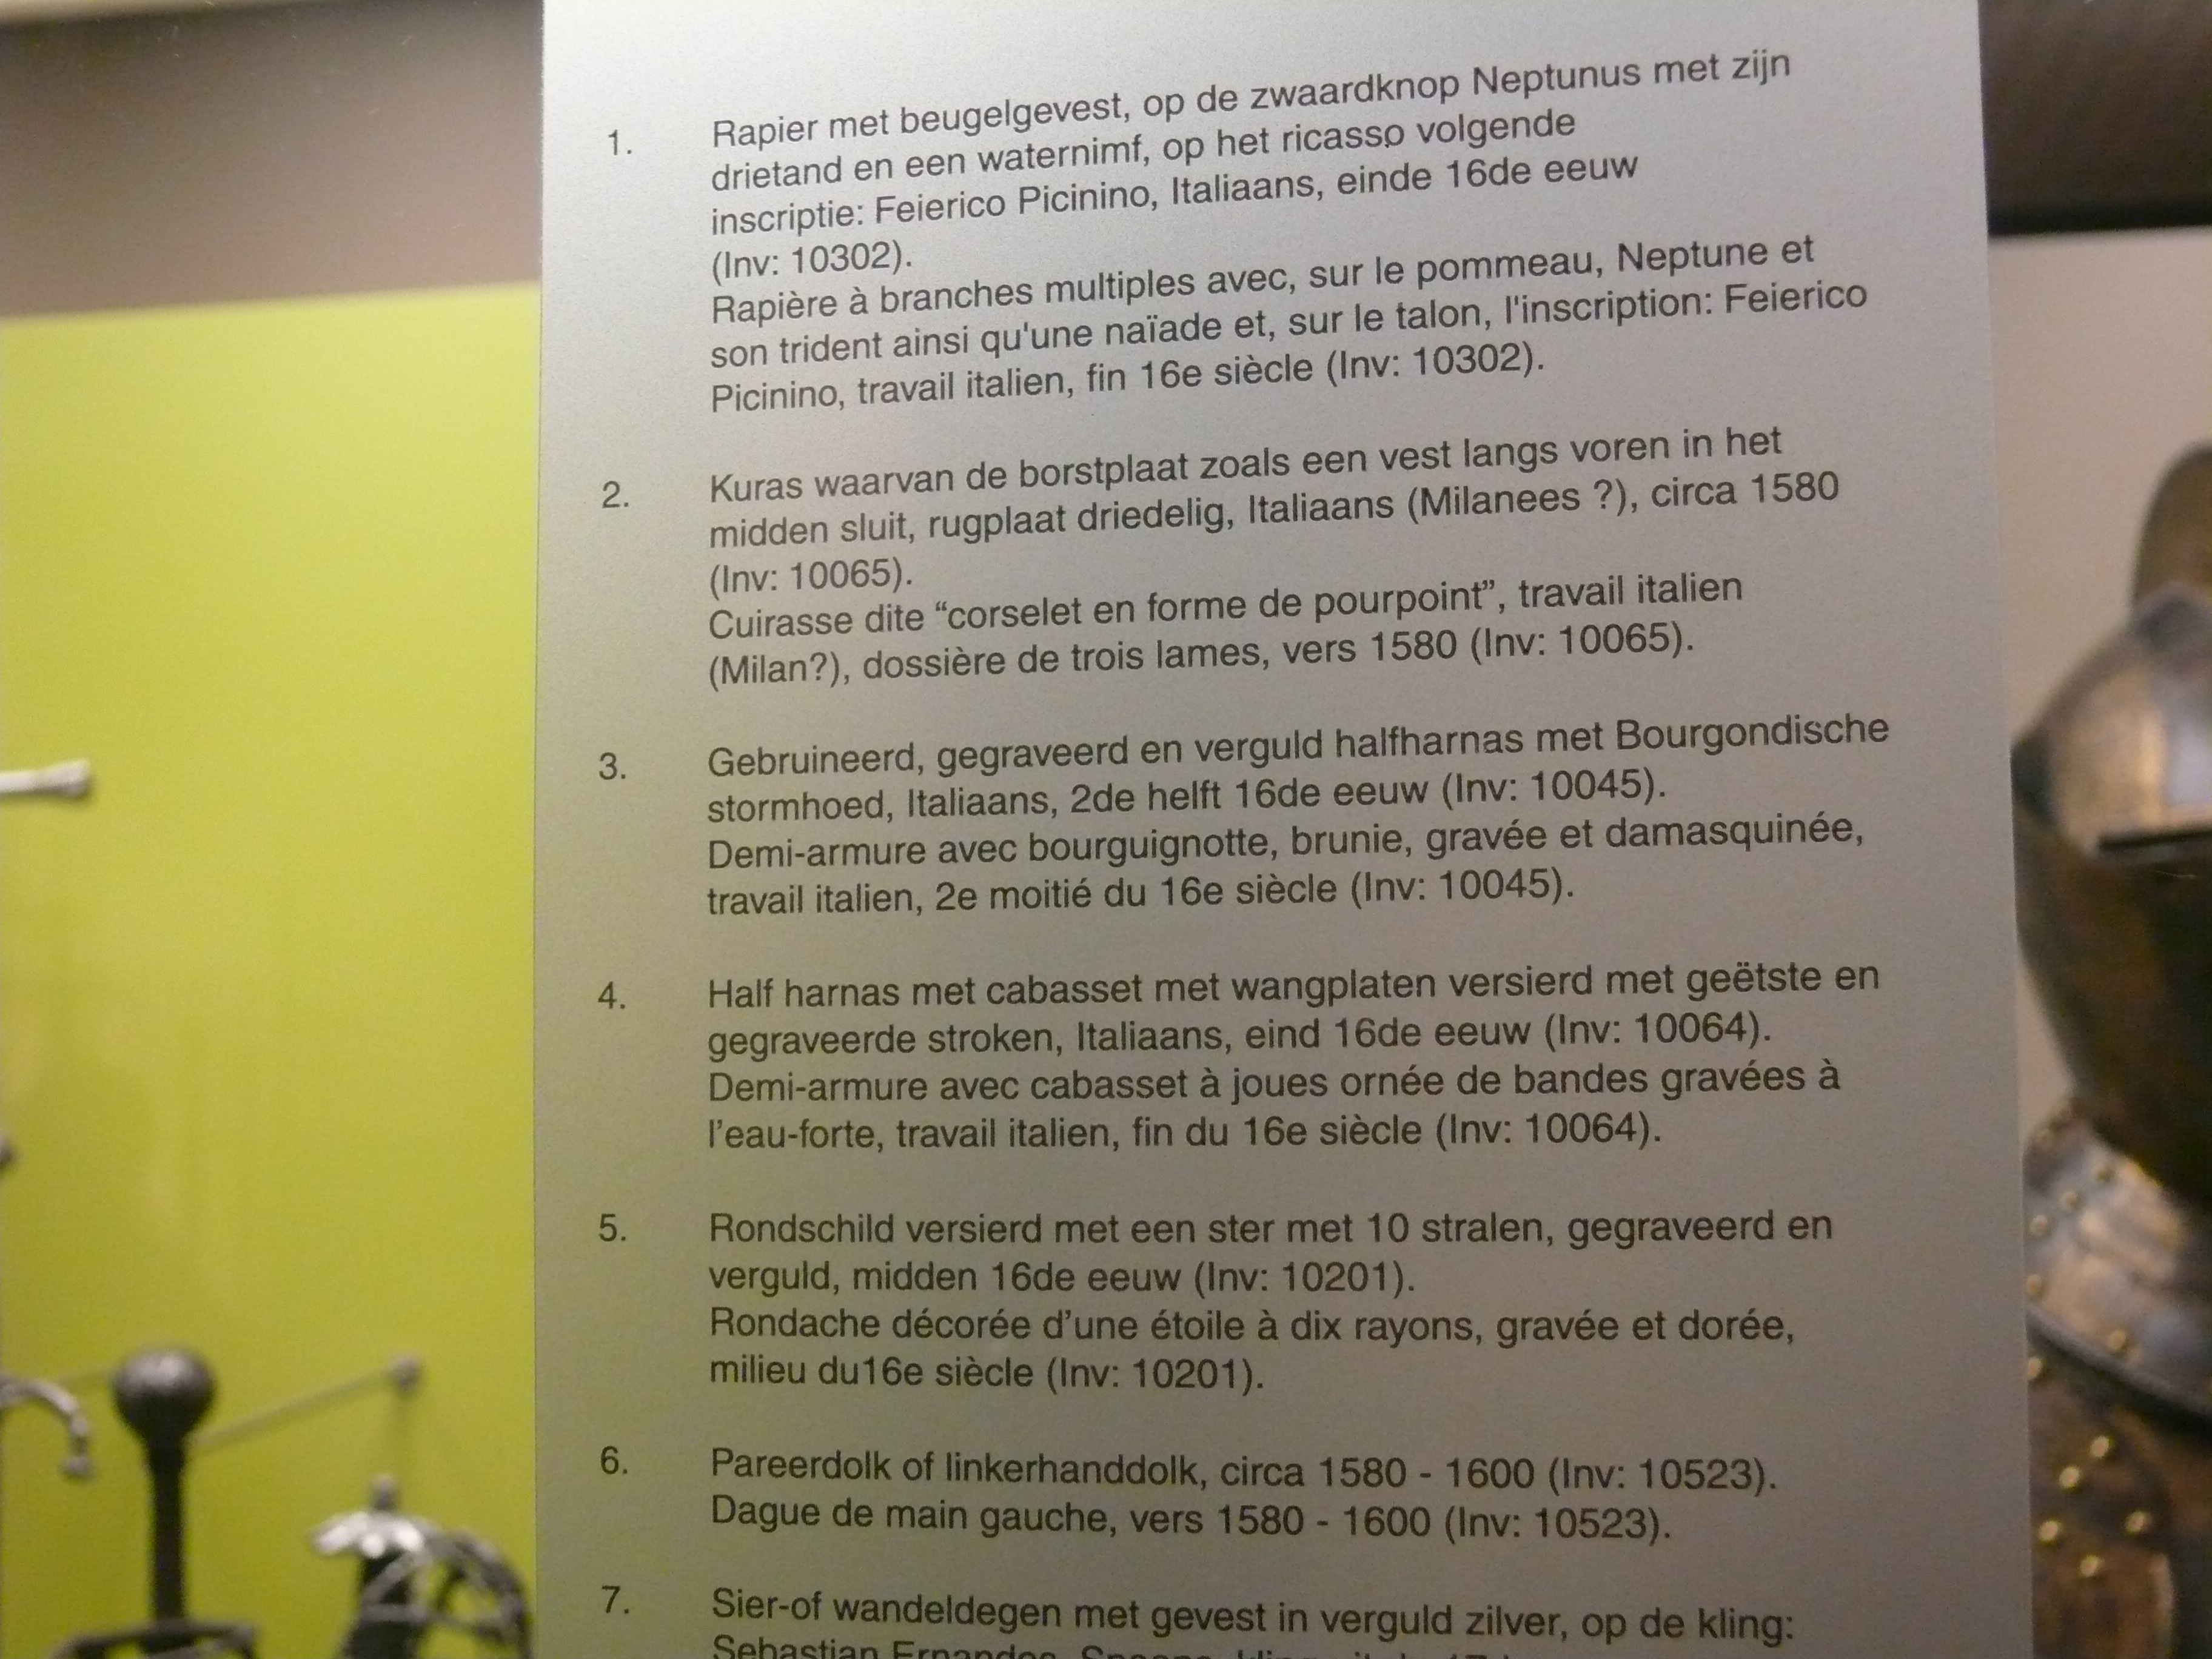 1. Rapier met beugelgevest, op de zwaardknop Neptunus met zijn
drietand en een waternimf, op het ricasso volgende
inscriptie: Feierico Picinino, Italiaans, einde 16de eeuw
(Inv: 10302).
Rapière à branches multiples avec, sur le pommeau, Neptune et
son trident ainsi qu'une naïade et, sur le talon, l'inscription: Feierico
Picinino, travail italien, fin 16e siècle (Inv: 10302).
2. Kuras waarvan de borstplaat zoals een vest langs voren in het
midden sluit, rugplaat driedelig, Italiaans (Milanees ?), circa 1580
(Inv: 10065).
Cuirasse dite “corselet en forme de pourpoint”, travail italien
(Milan?), dossière de trois lames, vers 1580 (Inv: 10065).
3. Gebruineerd, gegraveerd en verguld halfharnas met Bourgondische
stormhoed, Italiaans, 2de helft 16de eeuw (Inv: 10045).
Demi-armure avec bourguignotte, brunie, gravée et damasquinée,
travail italien, 2e moitié du 16e siècle (Inv: 10045).
4. Half harnas met cabasset met wangplaten versierd met geëtste en
gegraveerde stroken, Italiaans, eind 16de eeuw (Inv: 10064).
Demi-armure avec cabasset à joues ornée de bandes gravées à
l’eau-forte, travail italien, fin du 16e siècle (Inv: 10064).
5. Rondschild versierd met een ster met 10 stralen, gegraveerd en
verguld, midden 16de eeuw (Inv: 10201).
Rondache décorée d’une étoile à dix rayons, gravée et dorée,
milieu du16e siècle (Inv: 10201).
6. Pareerdolk of linkerhanddolk, circa 1580 - 1600 (Inv: 10523).
Dague de main gauche, vers 1580 - 1600 (Inv: 10523).
7. Sier-of wandeldegen met gevest in verguld zilver, op de kling:
Sebastian Ernandes